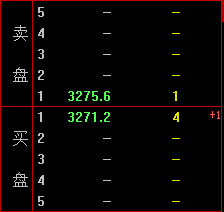 卖盘
5 — —
4 — —
3 — —
2 — —
1 3275.6 1
买盘
1 3271.2 4 +1
2 — —
3 — —
4 — —
5 — —